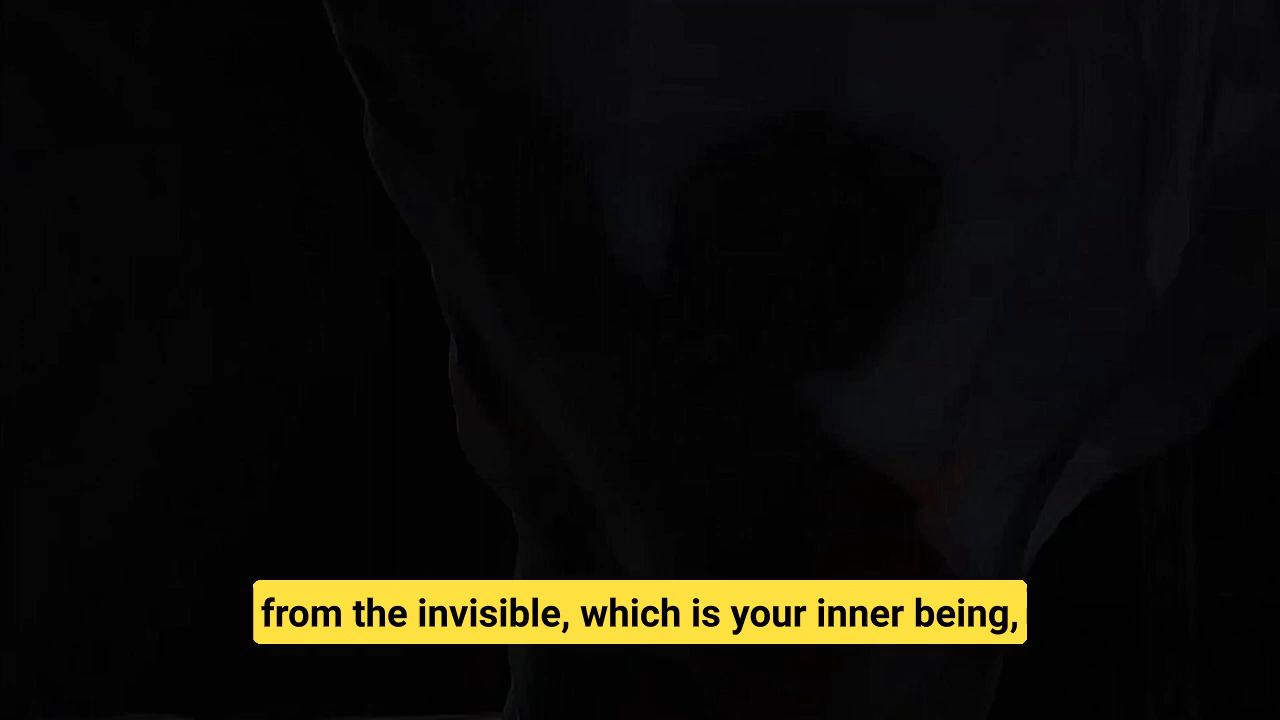 from the invisible, which is your inner being,